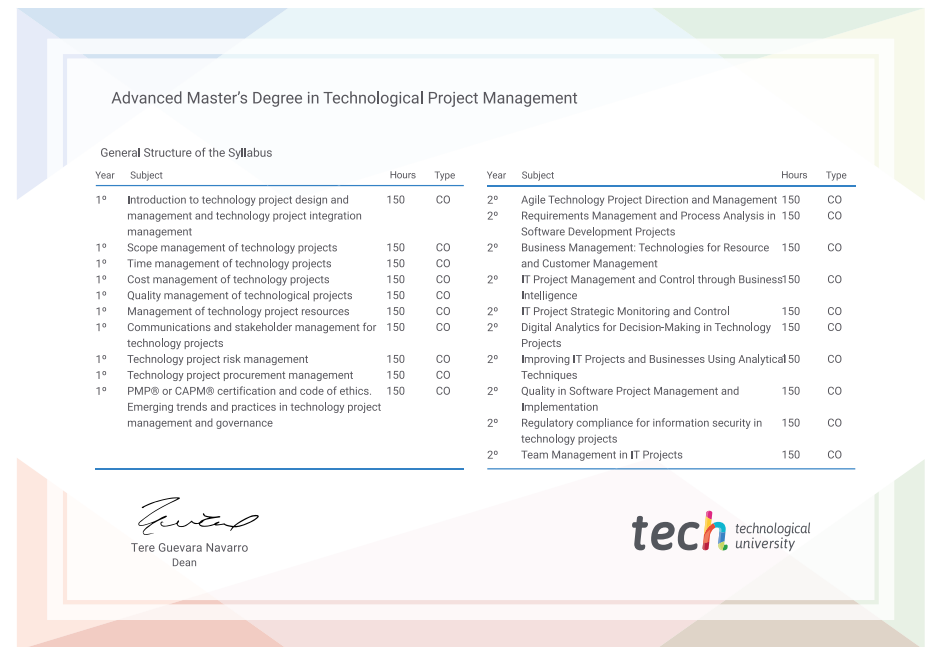 Advanced Master's Degree in Technological Project Management
General Structure of the Syllabus
Year Subject Hours Type
1º Introduction to technology project design and 150 CO
management and technology project integration
management
1º Scope management of technology projects 150 CO
1º Time management of technology projects 150 CO
1º Cost management of technology projects 150 CO
1º Quality management of technological projects 150 CO
1º Management of technology project resources 150 CO
1º Communications and stakeholder management for 150 CO
technology projects
1º Technology project risk management 150 CO
1º Technology project procurement management 150 CO
1º PMP® or CAPM® certification and code of ethics. 150 CO
Emerging trends and practices in technology project
management and governance
Year Subject Hours Type
2º Agile Technology Project Direction and Management 150 CO
2º Requirements Management and Process Analysis in 150 CO
Software Development Projects
2º Business Management: Technologies for Resource 150 CO
and Customer Management
2º IT Project Management and Control through Business 150 CO
Intelligence
2º IT Project Strategic Monitoring and Control 150 CO
2º Digital Analytics for Decision-Making in Technology 150 CO
Projects
2º Improving IT Projects and Businesses Using Analytical 150 CO
Techniques
2º Quality in Software Project Management and 150 CO
Implementation
2º Regulatory compliance for information security in 150 CO
technology projects
2º Team Management in IT Projects 150 CO
Tere Guevara Navarro
Dean
tech technological
university